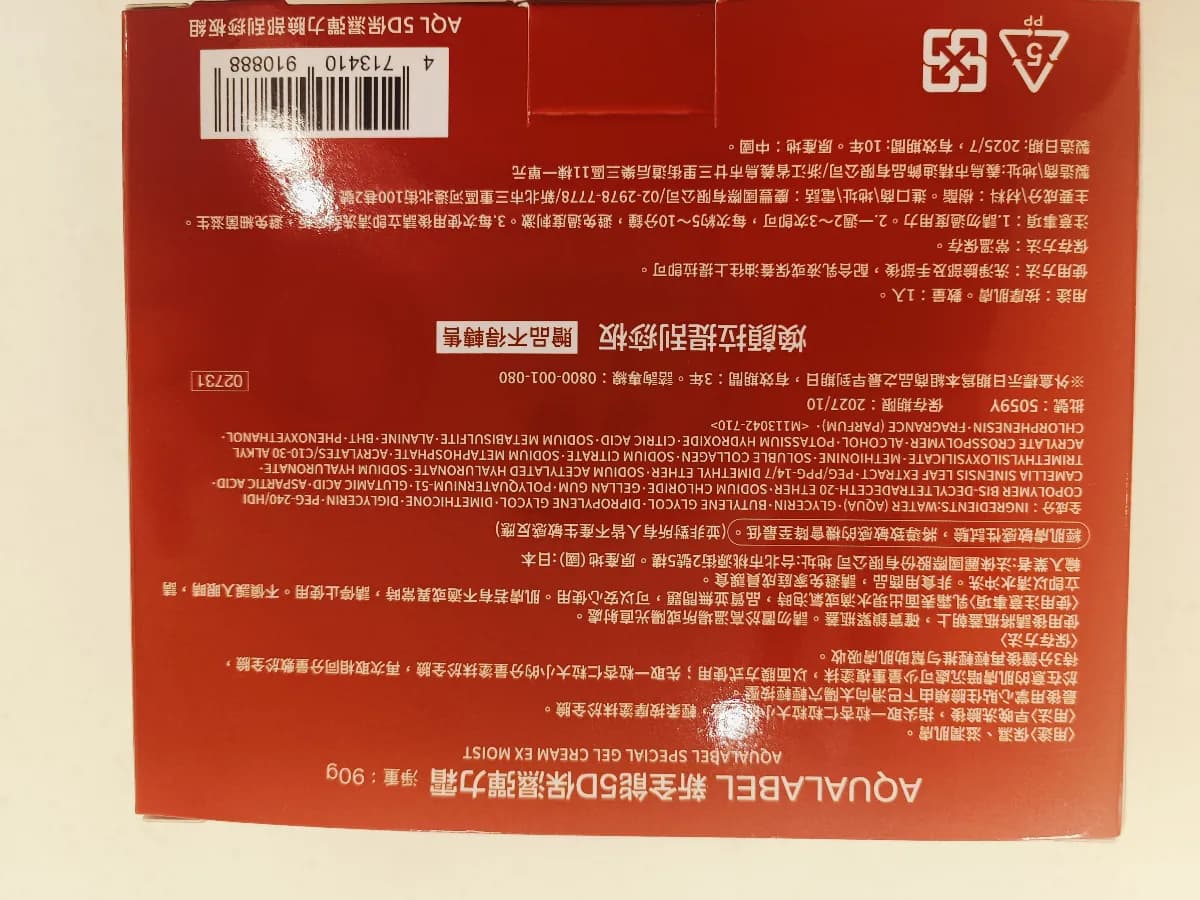 AQUALABEL 新全能5D保濕彈力霜 淨重：90g
AQUALABEL SPECIAL GEL CREAM EX MOIST
〈用途〉保濕、滋潤肌膚。
〈用法〉早晚洗臉後，指尖取一杏仁粒大小 輕柔按摩塗抹於全臉。
最後用掌心貼住臉頰由下巴滑向太陽穴輕輕按壓。
於在意的肌膚暗沉處可少量重複塗抹，以面膜方式使用；先取一粒杏仁大小的分量塗抹於全臉，再次取相同分量敷於全臉，
待3分鐘後再輕輕推勻幫助肌膚吸收。
〈保存方法〉
使用後請將瓶蓋朝上，確實鎖緊瓶蓋。請勿置於高溫場所或陽光直射處。
〈使用注意事項〉乳霜表面出現水滴或氣泡時，品質並無問題，可以安心使用。肌膚若有不適或異常時，請停止使用。不慎誤入眼睛，請
立即以清水沖洗。非食用商品，請避免家庭成員誤食。
輸入業者:法徠麗國際股份有限公司 地址:台北市桃源街2號5樓。原產地(國):日本
經肌膚敏感性試驗，將導致敏感的機會降至最低。(並非對所有人皆不產生敏感反應)
全成分：INGREDIENTS:WATER (AQUA)·GLYCERIN·BUTYLENE GLYCOL·DIPROPYLENE GLYCOL·DIMETHICONE·DIGLYCERIN·PEG-240/HDI
COPOLYMER BIS-DECYLTETRADECETH-20 ETHER·SODIUM CHLORIDE·GELLAN GUM·POLYQUATERNIUM-51·GLUTAMIC ACID·ASPARTIC ACID·
CAMELLIA SINENSIS LEAF EXTRACT·PEG/PPG-14/7 DIMETHYL ETHER·SODIUM ACETYLATED HYALURONATE·SODIUM HYALURONATE·
TRIMETHYLSILOXYSILICATE·METHIONINE·SOLUBLE COLLAGEN·SODIUM CITRATE·SODIUM METAPHOSPHATE·ACRYLATES/C10-30 ALKYL
ACRYLATE CROSSPOLYMER·ALCOHOL·POTASSIUM HYDROXIDE·CITRIC ACID·SODIUM METABISULFITE·ALANINE·BHT·PHENOXYETHANOL·
CHLORPHENESIN·FRAGRANCE (PARFUM)· <M113042-710>
批號：5059Y 保存期限：2027/10
※外盒標示日期為本組商品之最早到期日，有效期間：3年。諮詢專線：0800-001-080
02731
煥顏拉提刮痧板 贈品不得轉售
用途：按摩肌膚。數量：1入。
使用方法：洗淨臉部及手部後，配合乳液或保養油往上提拉即可。
保存方法：常溫保存。
注意事項：1.請勿過度用力。2.一週2~3次即可，每次約5~10分鐘，避免過度刺激。3.每次使用後請立即清洗 ，避免細菌滋生。
主要成分\材料：樹脂。進口商\地址\電話：慶豐國際有限公司/02-2978-7778/新北市三重區河邊北街100巷2號
製造商\地址:義烏市精迪飾品有限公司/浙江省義烏市廿三里街道后樂三區11棟一單元
製造日期: 2025/7，有效期間: 10年。原產地：中國。
5
PP
4 713410 910888
AQL 5D保濕彈力臉部刮痧板組